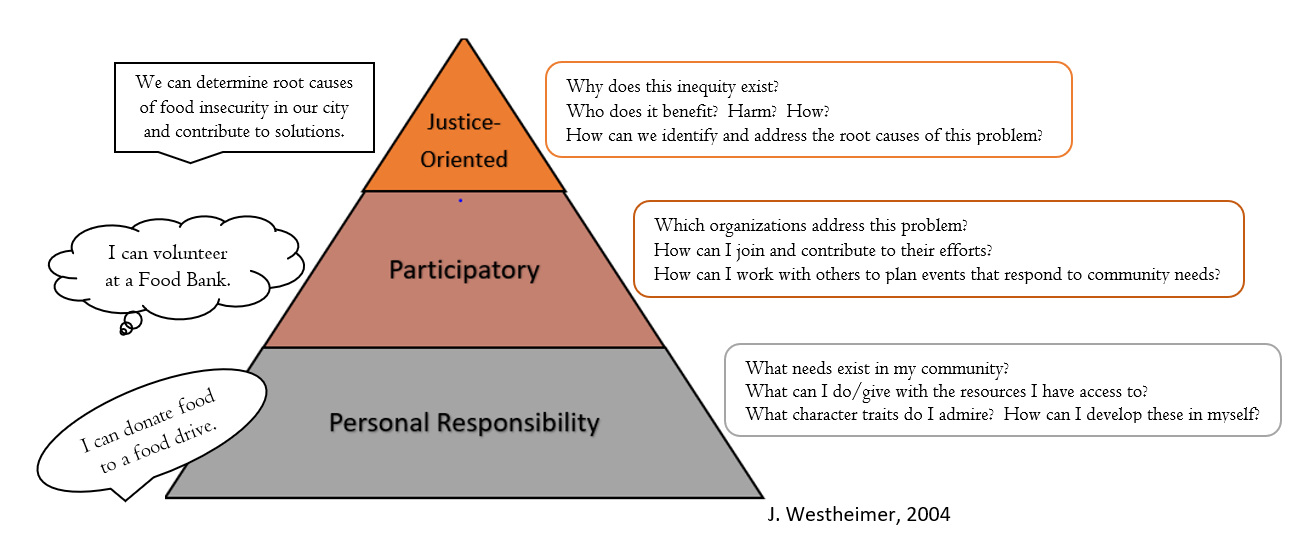 We can determine root causes
of food insecurity in our city
and contribute to solutions.
Justice-
Oriented
Why does this inequity exist?
Who does it benefit?  Harm?  How?
How can we identify and address the root causes of this problem?
I can volunteer
at a Food Bank.
Participatory
Which organizations address this problem?
How can I join and contribute to their efforts?
How can I work with others to plan events that respond to community needs?
I can donate food
to a food drive.
Personal Responsibility
What needs exist in my community?
What can I do/give with the resources I have access to?
What character traits do I admire?  How can I develop these in myself?
J. Westheimer, 2004